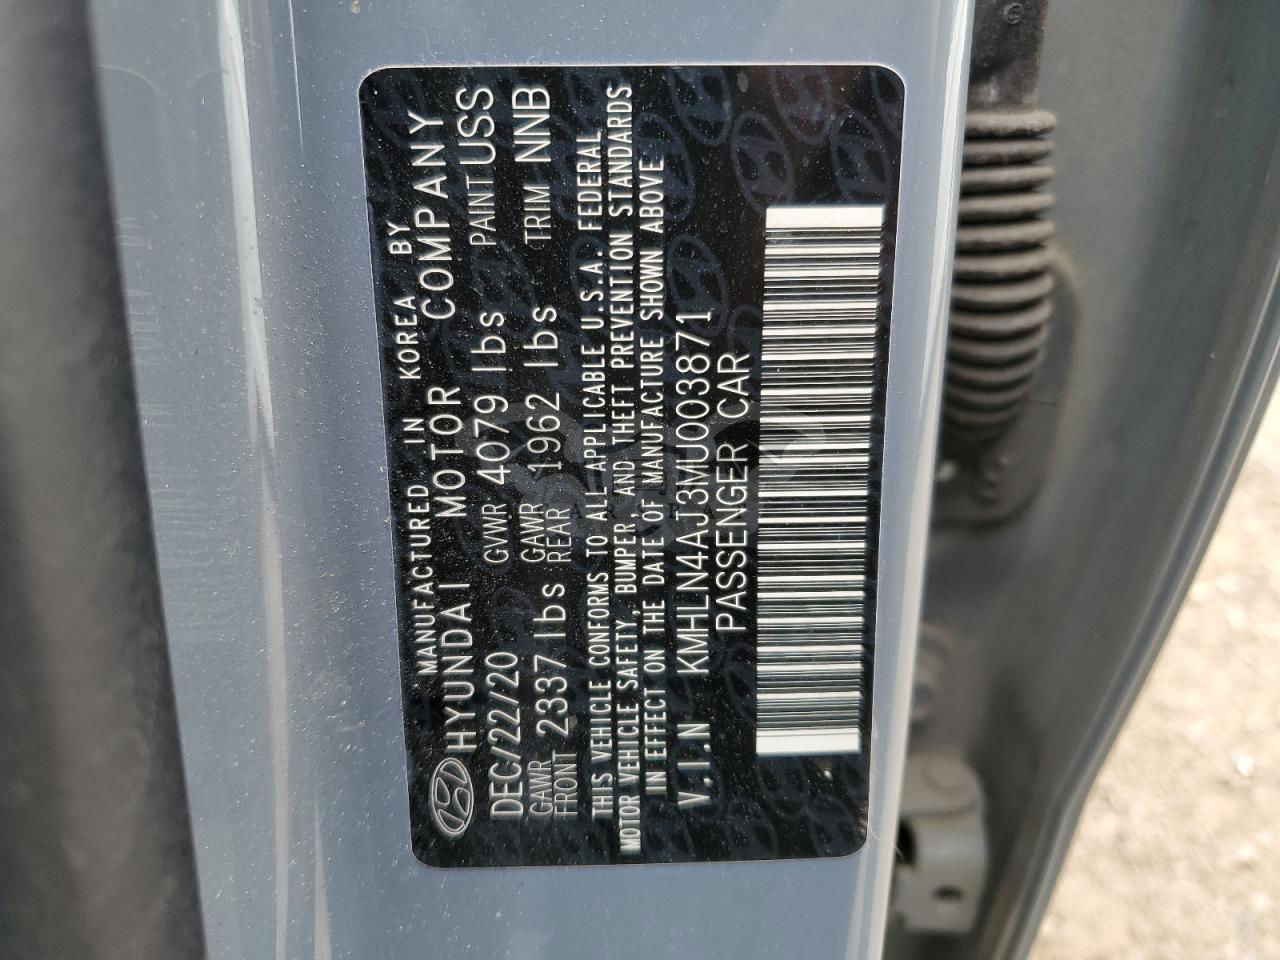 MANUFACTURED IN KOREA BY
HYUNDAI MOTOR COMPANY
DEC/22/20 GVWR 4079 lbs PAINT USS
GAWR FRONT 2337 lbs GAWR REAR 1962 lbs TRIM NNB
THIS VEHICLE CONFORMS TO ALL APPLICABLE U.S.A. FEDERAL
MOTOR VEHICLE SAFETY, BUMPER, AND THEFT PREVENTION STANDARDS
IN EFFECT ON THE DATE OF MANUFACTURE SHOWN ABOVE
V.I.N KMHLN4AJ3MU003871
PASSENGER CAR